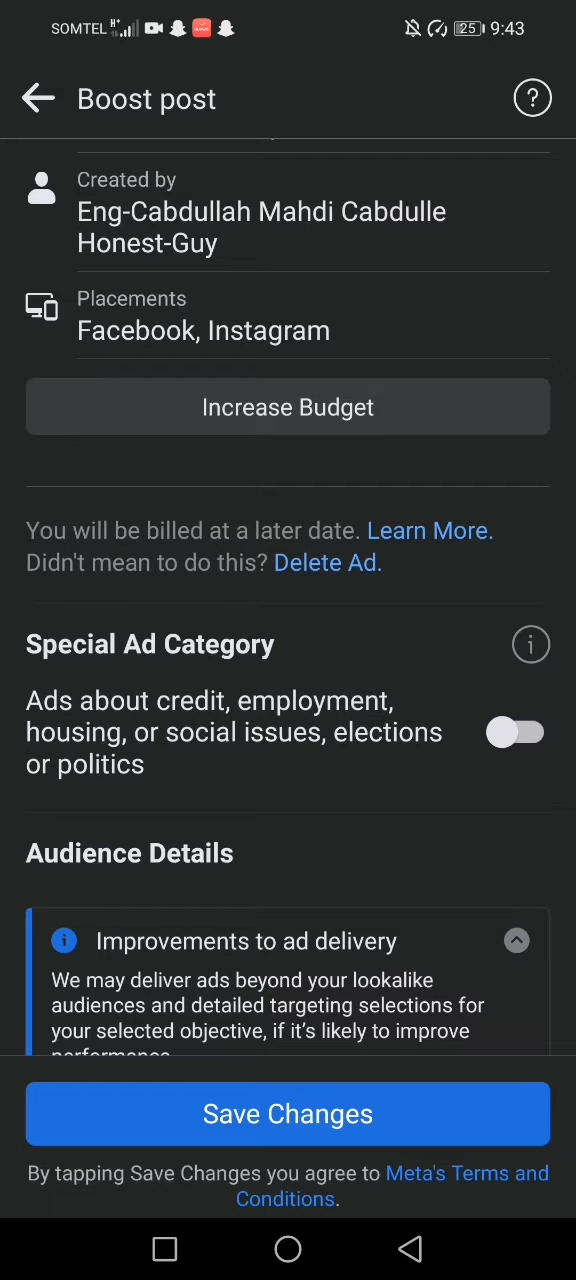 SOMTEL H+ 25 9:43
Boost post
Created by
Eng-Cabdullah Mahdi Cabdulle
Honest-Guy
Placements
Facebook, Instagram
Increase Budget
You will be billed at a later date. Learn More.
Didn't mean to do this? Delete Ad.
Special Ad Category
Ads about credit, employment,
housing, or social issues, elections
or politics
Audience Details
Improvements to ad delivery
We may deliver ads beyond your lookalike
audiences and detailed targeting selections for
your selected objective, if it's likely to improve
performance
Save Changes
By tapping Save Changes you agree to Meta's Terms and
Conditions.